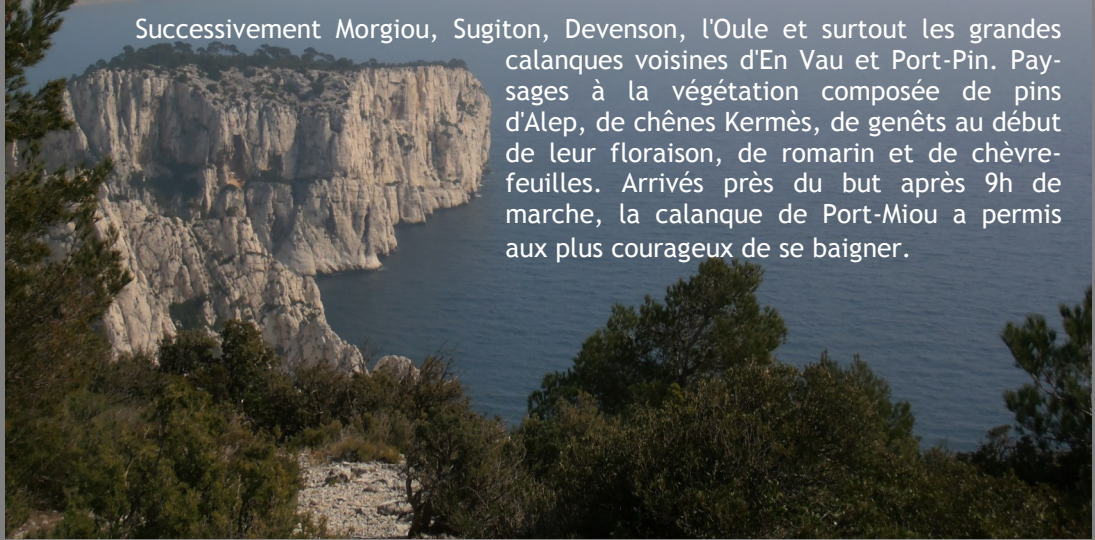 Successivement Morgiou, Sugiton, Devenson, l'Oule et surtout les grandes
calanques voisines d'En Vau et Port-Pin. Pay-
sages à la végétation composée de pins
d'Alep, de chênes Kermès, de genêts au début
de leur floraison, de romarin et de chèvre-
feuilles. Arrivés près du but après 9h de
marche, la calanque de Port-Miou a permis
aux plus courageux de se baigner.